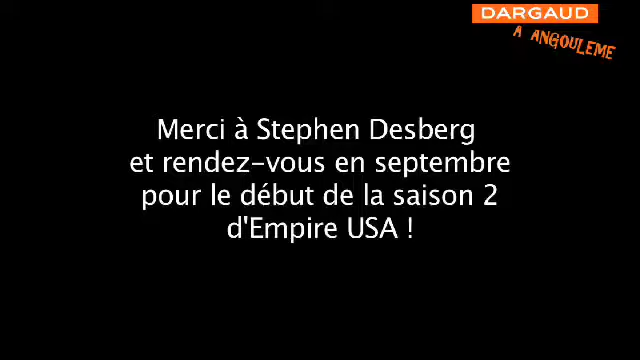 DARGAUD
A ANGOULEME
Merci à Stephen Desberg
et rendez-vous en septembre
pour le début de la saison 2
d'Empire USA !